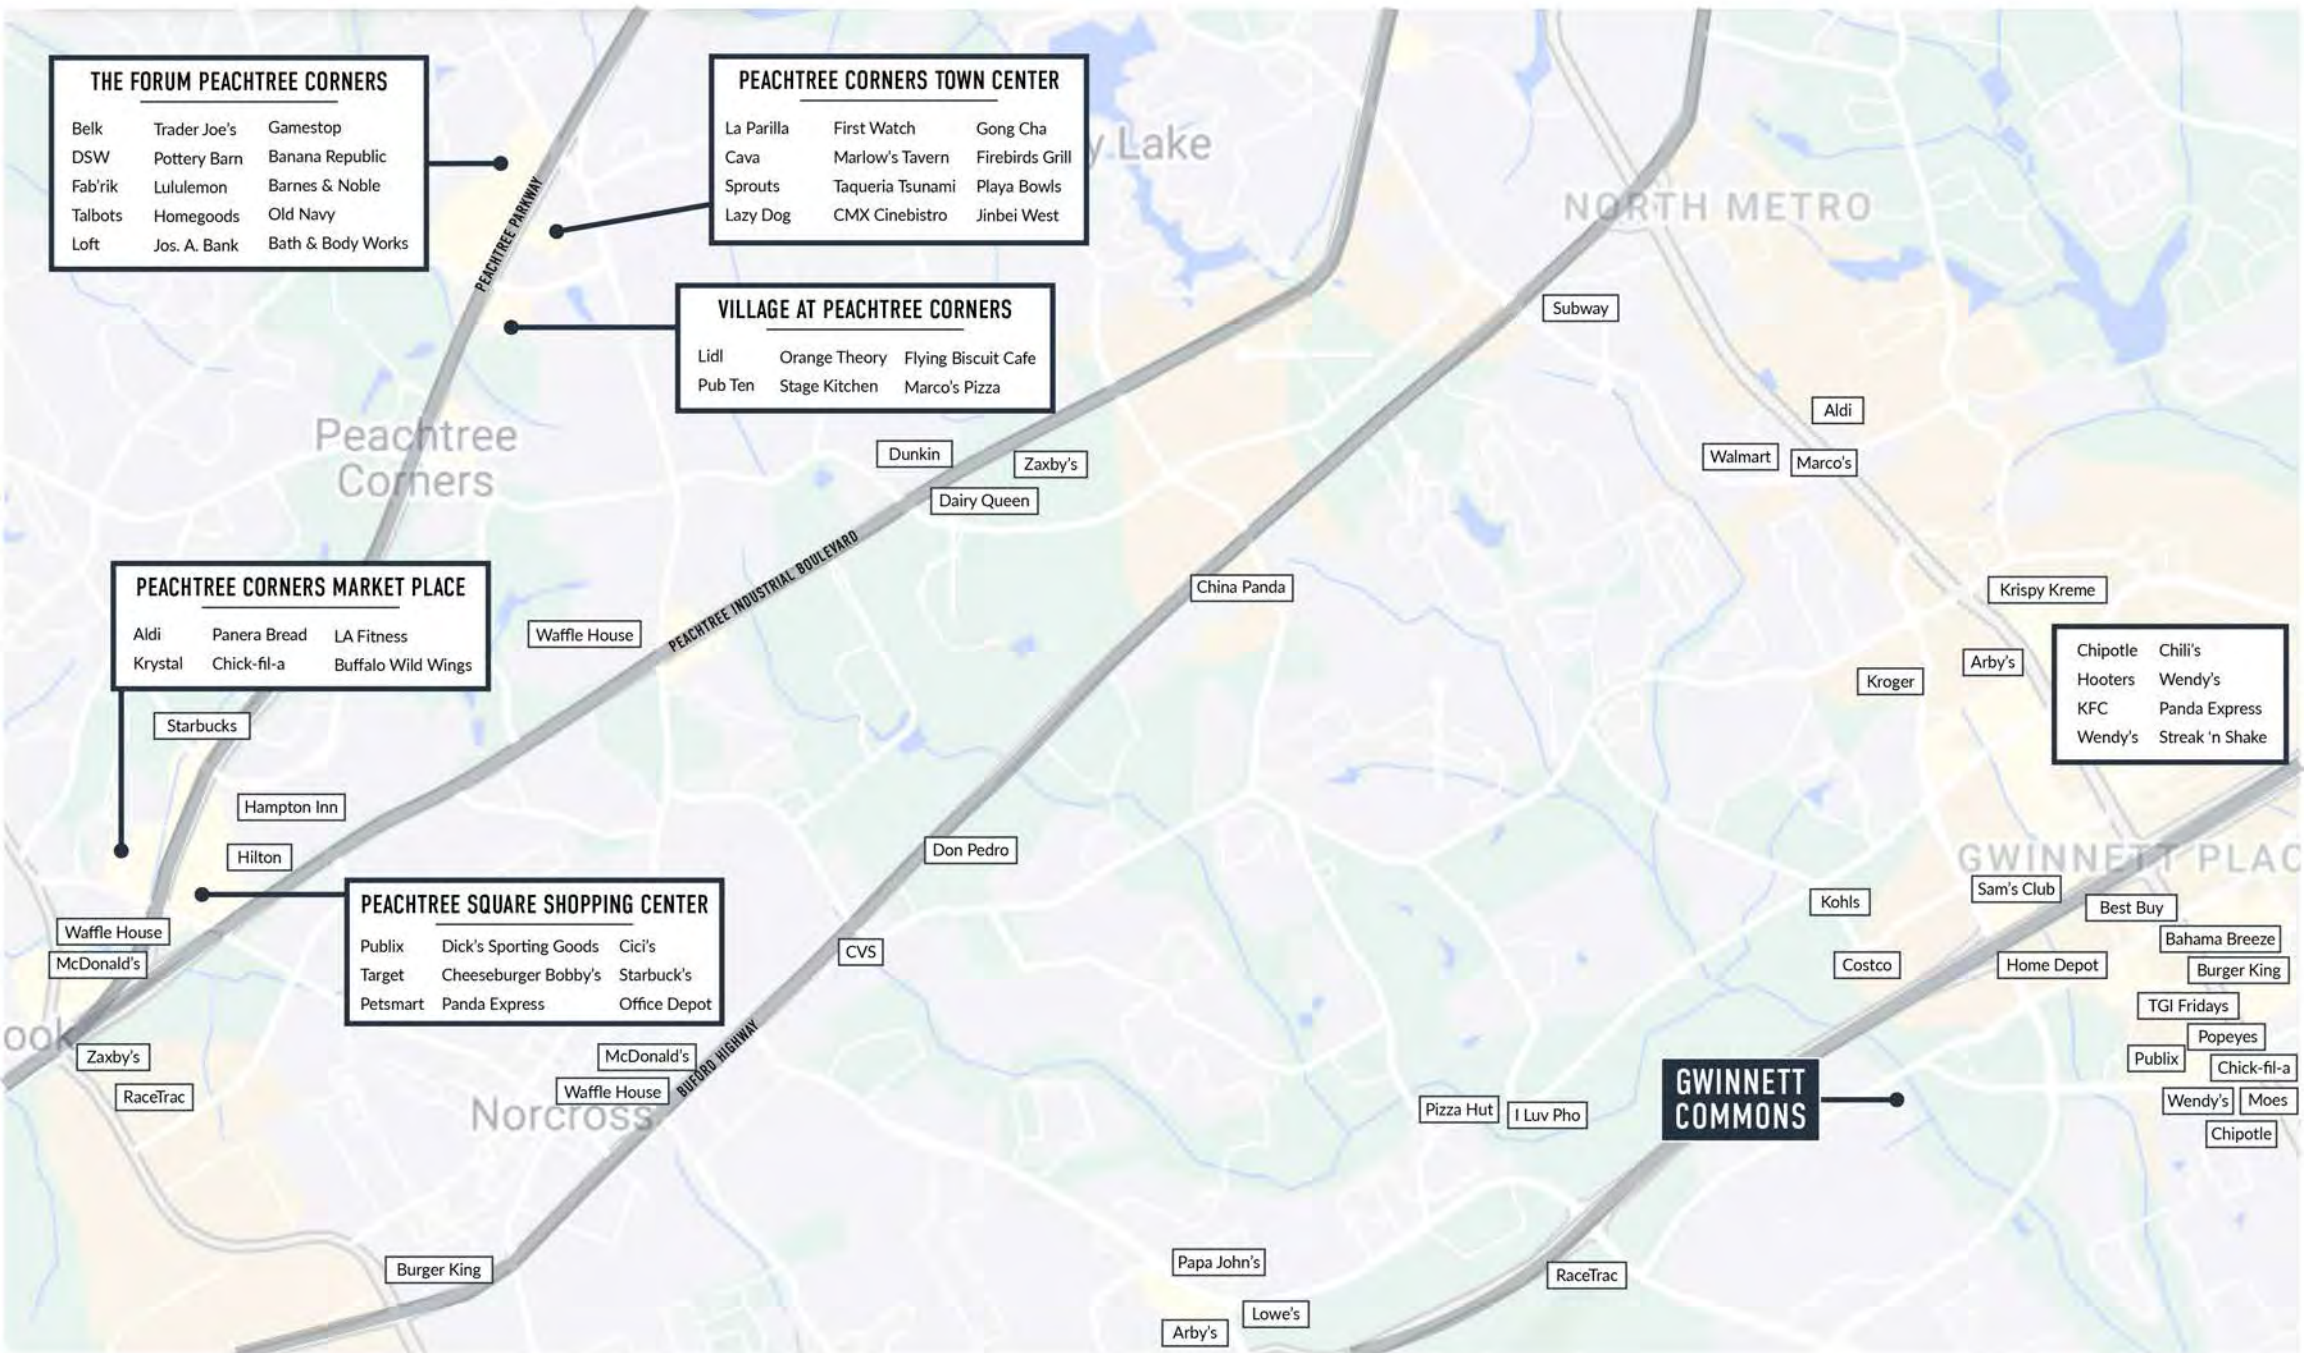 THE FORUM PEACHTREE CORNERS
Belk Trader Joe's Gamestop
DSW Pottery Barn Banana Republic
Fab'rik Lululemon Barnes & Noble
Talbots Homegoods Old Navy
Loft Jos. A. Bank Bath & Body Works
PEACHTREE CORNERS TOWN CENTER
La Parilla First Watch Gong Cha
Cava Marlow's Tavern Firebirds Grill
Sprouts Taqueria Tsunami Playa Bowls
Lazy Dog CMX Cinebistro Jinbei West
y Lake
NORTH METRO
PEACHTREE PARKWAY
VILLAGE AT PEACHTREE CORNERS
Lidl Orange Theory Flying Biscuit Cafe
Pub Ten Stage Kitchen Marco's Pizza
Subway
Peachtree
Corners
Aldi
Walmart
Marco's
Dunkin
Zaxby's
Dairy Queen
PEACHTREE INDUSTRIAL BOULEVARD
PEACHTREE CORNERS MARKET PLACE
Aldi Panera Bread LA Fitness
Krystal Chick-fil-a Buffalo Wild Wings
Waffle House
China Panda
Krispy Kreme
Arby's
Kroger
Chipotle Chili's
Hooters Wendy's
KFC Panda Express
Wendy's Streak 'n Shake
Starbucks
Hampton Inn
Hilton
Don Pedro
GWINNETT PLAC
PEACHTREE SQUARE SHOPPING CENTER
Publix Dick's Sporting Goods Cici's
Target Cheeseburger Bobby's Starbuck's
Petsmart Panda Express Office Depot
Waffle House
McDonald's
CVS
Kohls
Sam's Club
Best Buy
Bahama Breeze
Costco
Home Depot
Burger King
TGI Fridays
Popeyes
Publix
Chick-fil-a
Wendy's
Moes
Chipotle
ook
Zaxby's
RaceTrac
McDonald's
Waffle House
BUFORD HIGHWAY
Norcross
Pizza Hut
I Luv Pho
GWINNETT
COMMONS
Burger King
Papa John's
RaceTrac
Lowe's
Arby's